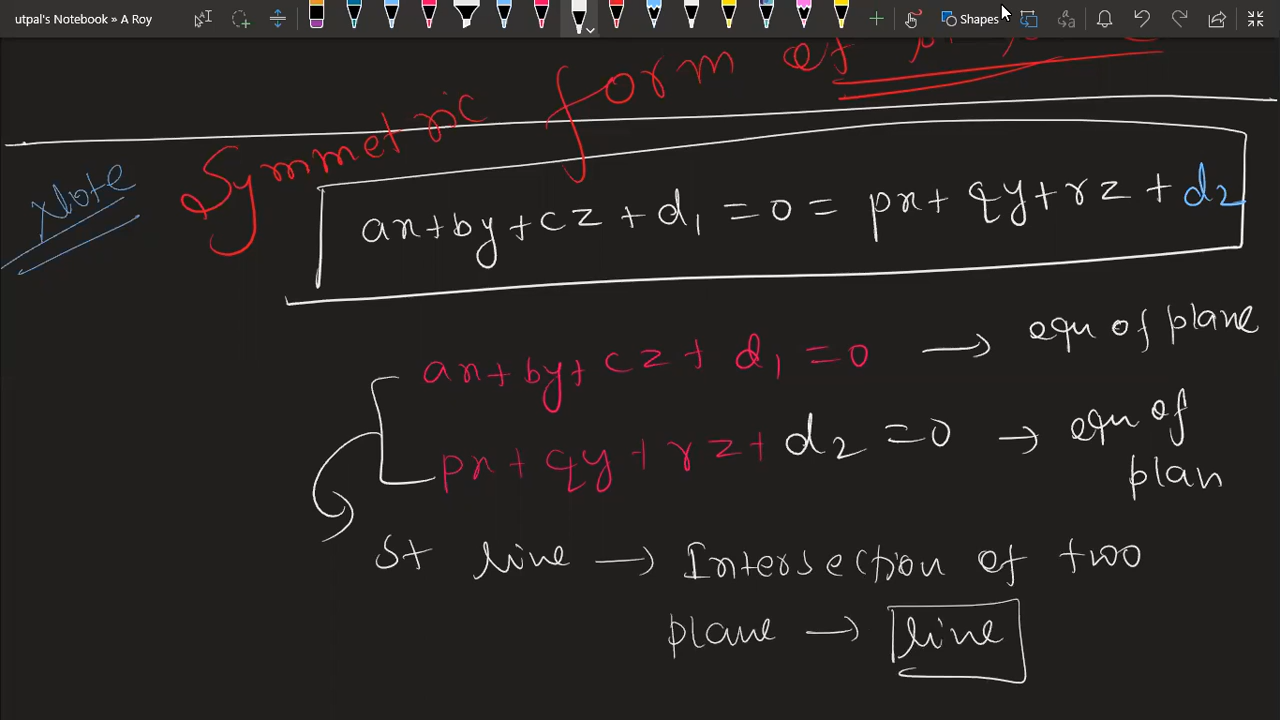 utpal's Notebook » A Roy
Shapes
Symmetric form of
Note
ax+by+cz+d₁=0= px+qy+rz+d₂
ax+by+cz+d₁=0 → equ of plane
px+qy+rz+d₂=0 → equ of
plan
St line → Intersection of two
plane → line